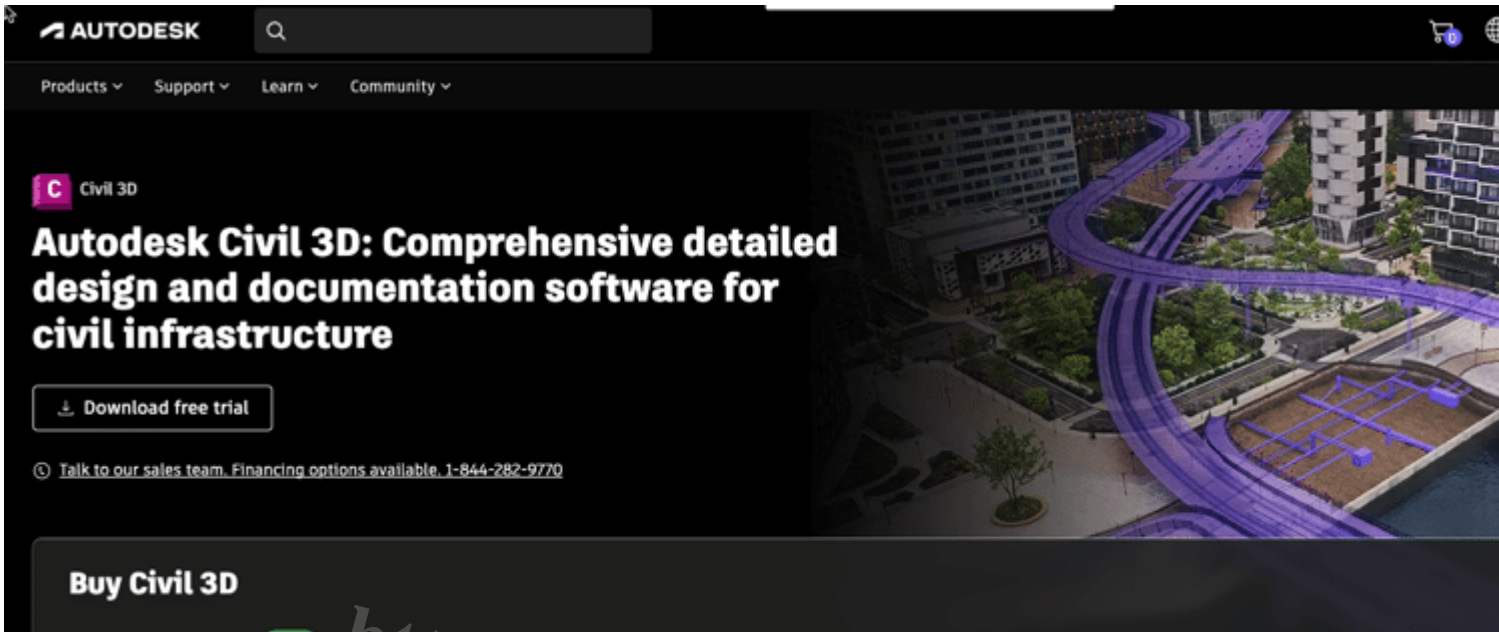 AUTODESK
0
Products Support Learn Community
C Civil 3D
Autodesk Civil 3D: Comprehensive detailed
design and documentation software for
civil infrastructure
Download free trial
Talk to our sales team. Financing options available. 1-844-282-9770
Buy Civil 3D